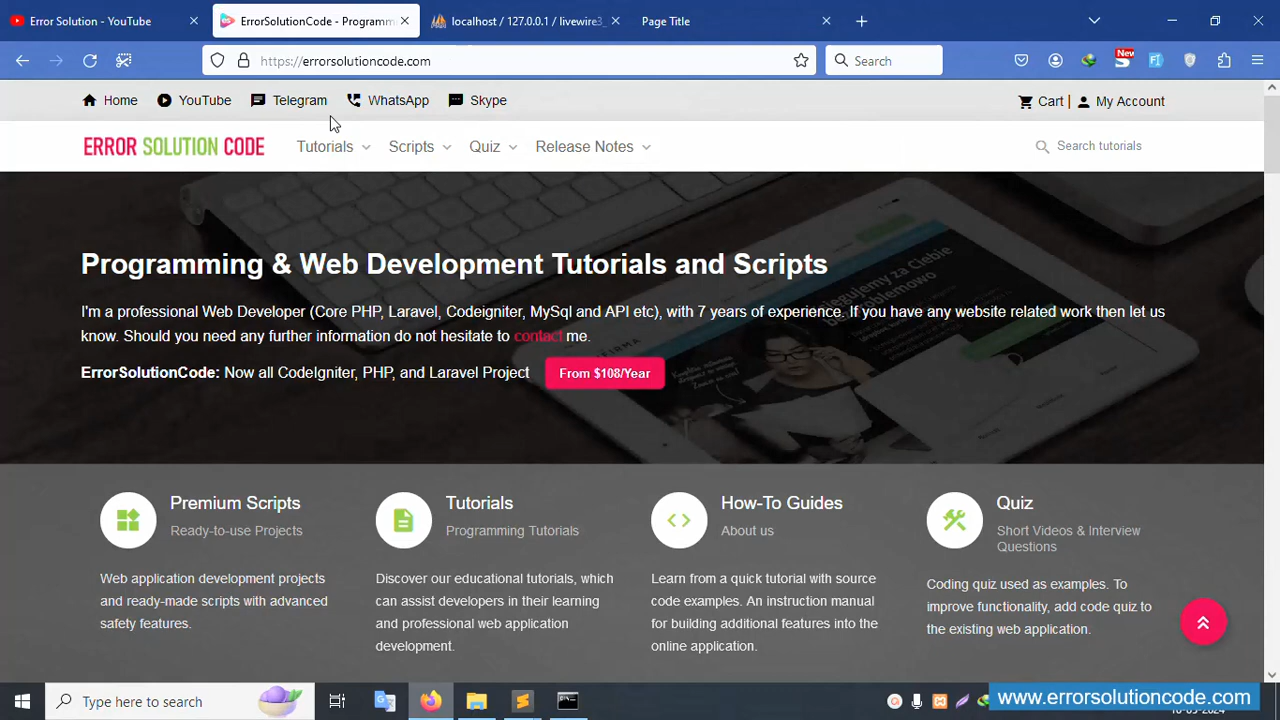 Error Solution - YouTube
ErrorSolutionCode - Programm
localhost / 127.0.0.1 / livewire3
Page Title
https://errorsolutioncode.com
Search
New
Home
YouTube
Telegram
WhatsApp
Skype
Cart |
My Account
ERROR SOLUTION CODE
Tutorials
Scripts
Quiz
Release Notes
Search tutorials
Programming & Web Development Tutorials and Scripts
I'm a professional Web Developer (Core PHP, Laravel, Codeigniter, MySql and API etc), with 7 years of experience. If you have any website related work then let us
know. Should you need any further information do not hesitate to contact me.
ErrorSolutionCode: Now all CodeIgniter, PHP, and Laravel Project
From $108/Year
Premium Scripts
Ready-to-use Projects
Web application development projects
and ready-made scripts with advanced
safety features.
Tutorials
Programming Tutorials
Discover our educational tutorials, which
can assist developers in their learning
and professional web application
development.
How-To Guides
About us
Learn from a quick tutorial with source
code examples. An instruction manual
for building additional features into the
online application.
Quiz
Short Videos & Interview
Questions
Coding quiz used as examples. To
improve functionality, add code quiz to
the existing web application.
Type here to search
www.errorsolutioncode.com